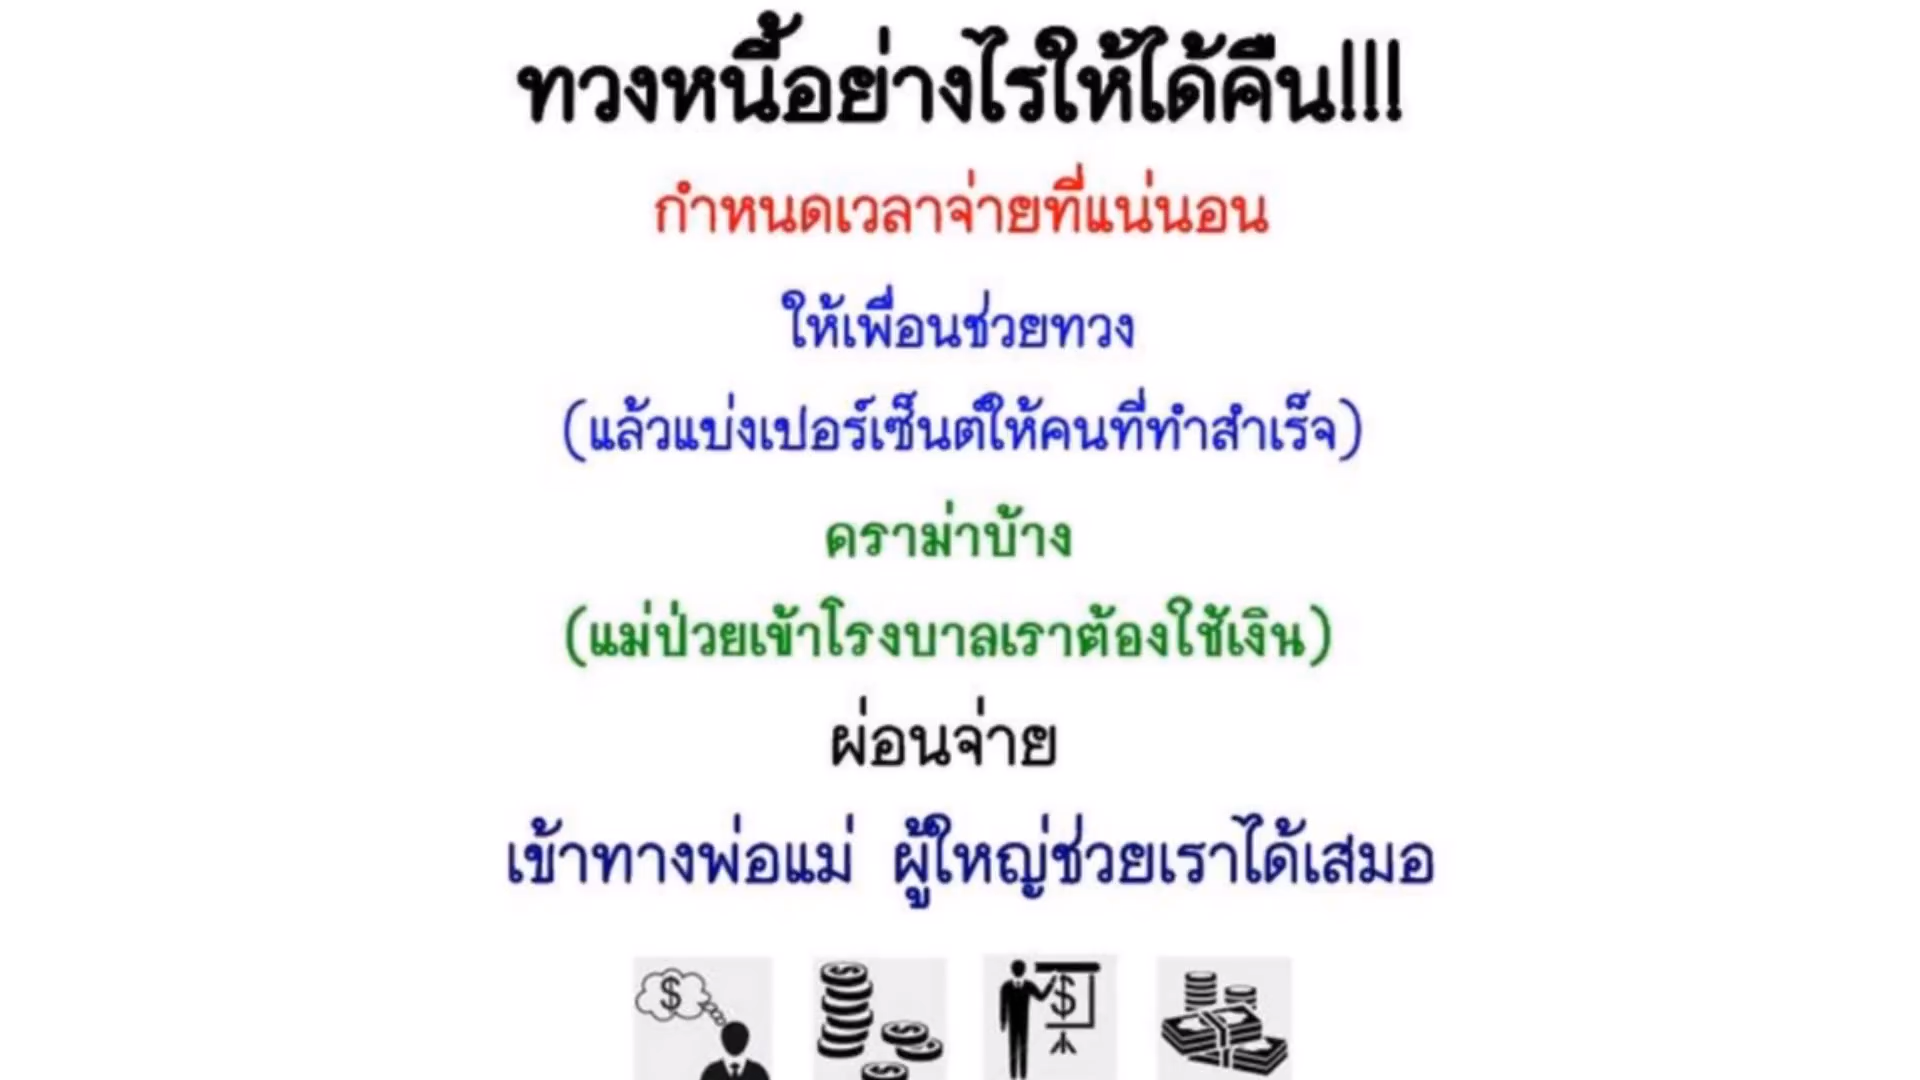 ทวงหนี้อย่างไรให้ได้คืน!!!
กำหนดเวลาจ่ายที่แน่นอน
ให้เพื่อนช่วยทวง
(แล้วแบ่งเปอร์เซ็นต์ให้คนที่ทำสำเร็จ)
ดราม่าบ้าง
(แม่ป่วยเข้าโรงบาลเราต้องใช้เงิน)
ผ่อนจ่าย
เข้าทางพ่อแม่ ผู้ใหญ่ช่วยเราได้เสมอ